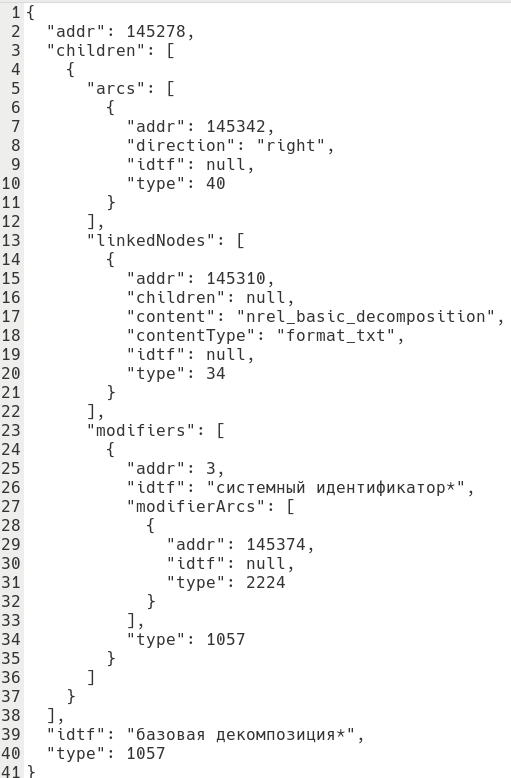 1 {
2   "addr": 145278,
3   "children": [
4     {
5       "arcs": [
6         {
7           "addr": 145342,
8           "direction": "right",
9           "idtf": null,
10           "type": 40
11         }
12       ],
13       "linkedNodes": [
14         {
15           "addr": 145310,
16           "children": null,
17           "content": "nrel_basic_decomposition",
18           "contentType": "format_txt",
19           "idtf": null,
20           "type": 34
21         }
22       ],
23       "modifiers": [
24         {
25           "addr": 3,
26           "idtf": "системный идентификатор*",
27           "modifierArcs": [
28             {
29               "addr": 145374,
30               "idtf": null,
31               "type": 2224
32             }
33           ],
34           "type": 1057
35         }
36       ]
37     }
38   ],
39   "idtf": "базовая декомпозиция*",
40   "type": 1057
41 }